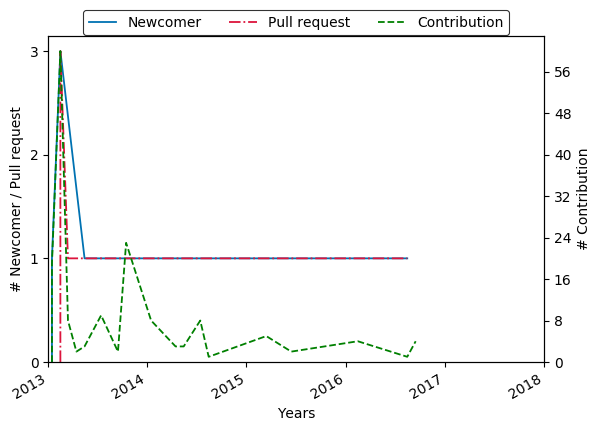 Newcomer Pull request Contribution
3
2
1
0
# Newcomer / Pull request
56
48
40
32
24
16
8
0
# Contribution
2013 2014 2015 2016 2017 2018
Years